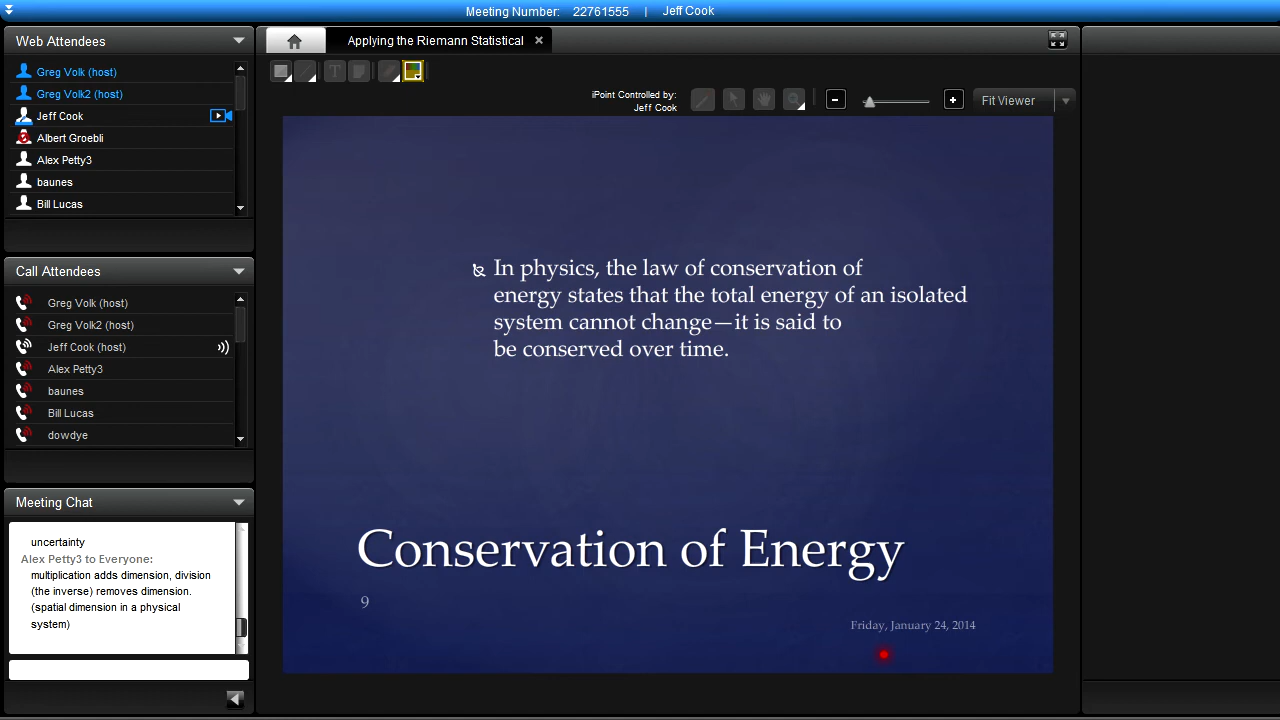 Meeting Number: 22761555 | Jeff Cook
Web Attendees
Greg Volk (host)
Greg Volk2 (host)
Jeff Cook
Albert Groebli
Alex Petty3
baunes
Bill Lucas
Call Attendees
Greg Volk (host)
Greg Volk2 (host)
Jeff Cook (host)
Alex Petty3
baunes
Bill Lucas
dowdye
Meeting Chat
uncertainty
Alex Petty3 to Everyone:
multiplication adds dimension, division
(the inverse) removes dimension.
(spatial dimension in a physical
system)
Applying the Riemann Statistical
T
iPoint Controlled by:
Jeff Cook
Fit Viewer
In physics, the law of conservation of
energy states that the total energy of an isolated
system cannot change—it is said to
be conserved over time.
Conservation of Energy
9
Friday, January 24, 2014